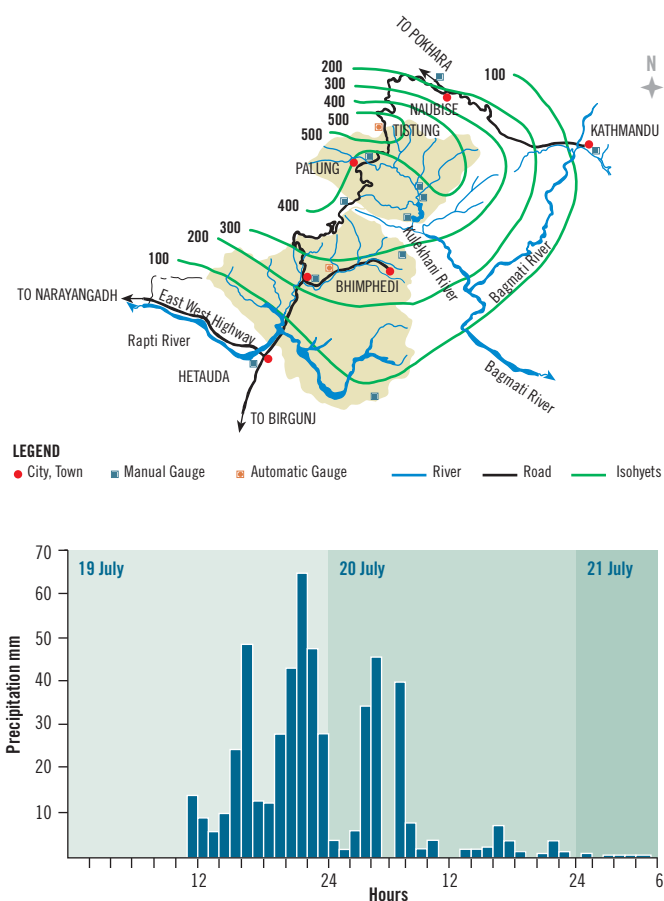 TO POKHARA
N
200
300
400
500
500
100
NAUBISE
TISTUNG
KATHMANDU
PALUNG
400
300
200
100
Kulekhani River
Bagmati River
BHIMPHEDI
TO NARAYANGADH
East West Highway
Rapti River
HETAUDA
Bagmati River
TO BIRGUNJ
LEGEND
City, Town
Manual Gauge
Automatic Gauge
River
Road
Isohyets
70
60
50
40
30
20
10
Precipitation mm
19 July
20 July
21 July
12
24
12
24
6
Hours